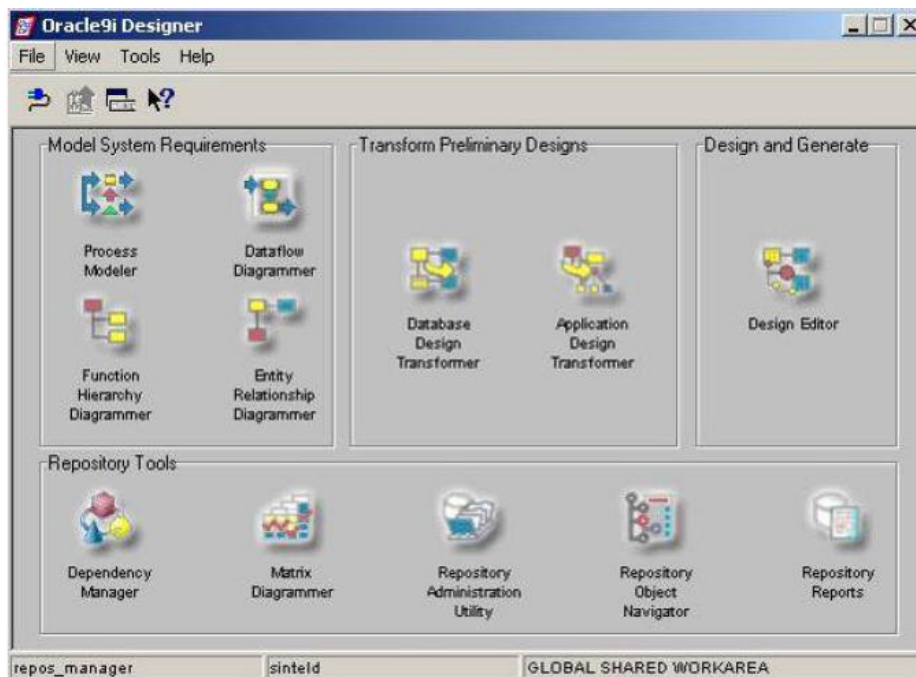 Oracle9i Designer
File View Tools Help
Model System Requirements
Process
Modeler
Dataflow
Diagrammer
Function
Hierarchy
Diagrammer
Entity
Relationship
Diagrammer
Transform Preliminary Designs
Database
Design
Transformer
Application
Design
Transformer
Design and Generate
Design Editor
Repository Tools
Dependency
Manager
Matrix
Diagrammer
Repository
Administration
Utility
Repository
Object
Navigator
Repository
Reports
repos_manager
sinteld
GLOBAL SHARED WORKAREA